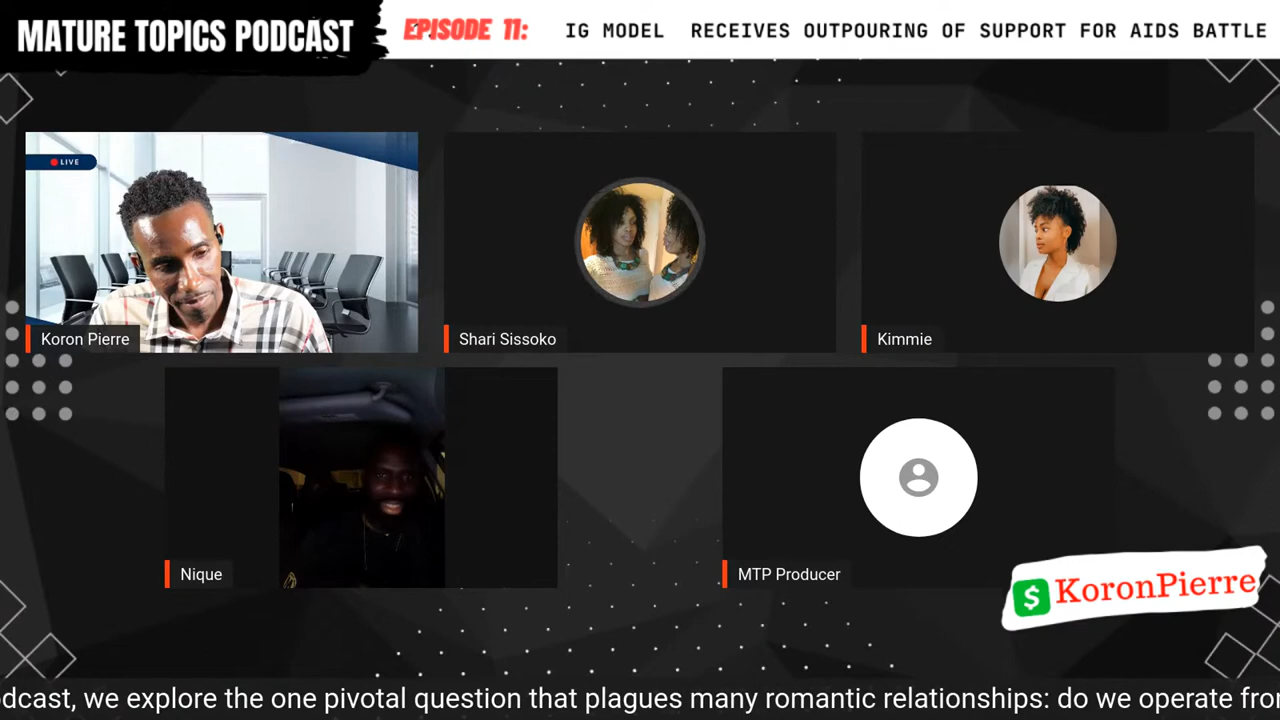 MATURE TOPICS PODCAST
EPISODE 11:
IG MODEL RECEIVES OUTPOURING OF SUPPORT FOR AIDS BATTLE
LIVE
Koron Pierre
Shari Sissoko
Kimmie
Nique
MTP Producer
$ KoronPierre
odcast, we explore the one pivotal question that plagues many romantic relationships: do we operate from